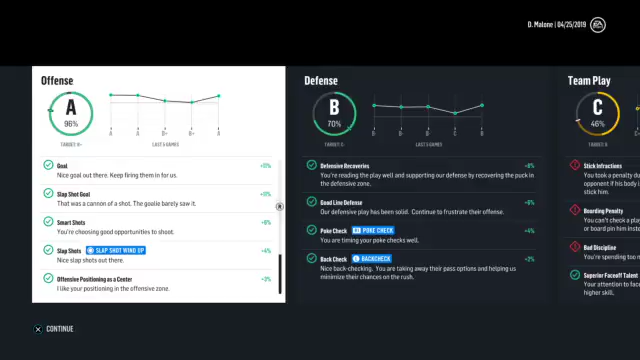 D. Malone | 04/25/2019
EA
Offense
A
96%
TARGET: B+
A A B+ B+ A
LAST 5 GAMES
Goal +11%
Nice goal out there. Keep firing them in for us.
Slap Shot Goal +11%
That was a cannon of a shot. The goalie barely saw it.
Smart Shots +8%
You're choosing good opportunities to shoot.
Slap Shots SLAP SHOT WIND UP +4%
Nice slap shots out there.
Offensive Positioning as a Center +3%
I like your positioning in the offensive zone.
R
Defense
B
70%
LAST 5 GAMES
Defensive Recoveries +8%
You're reading the play well and supporting our defense by recovering the puck in
the defensive zone.
Good Line Defense +6%
Our defensive play has been solid. Continue to frustrate their offense.
Poke Check R1 POKE CHECK +4%
You are timing your poke checks well.
Back Check BACKCHECK +2%
Nice back-checking. You are taking away their pass options and helping us
minimize their chances on the rush.
Team Play
C
46%
Stick Infractions
You took a penalty du
opponent if his body i
stick him.
Boarding Penalty
You can't check a play
or board pin him inste
Bad Discipline
You're spending too m
Superior Faceoff Talent
Your attention to face
higher skill.
CONTINUE